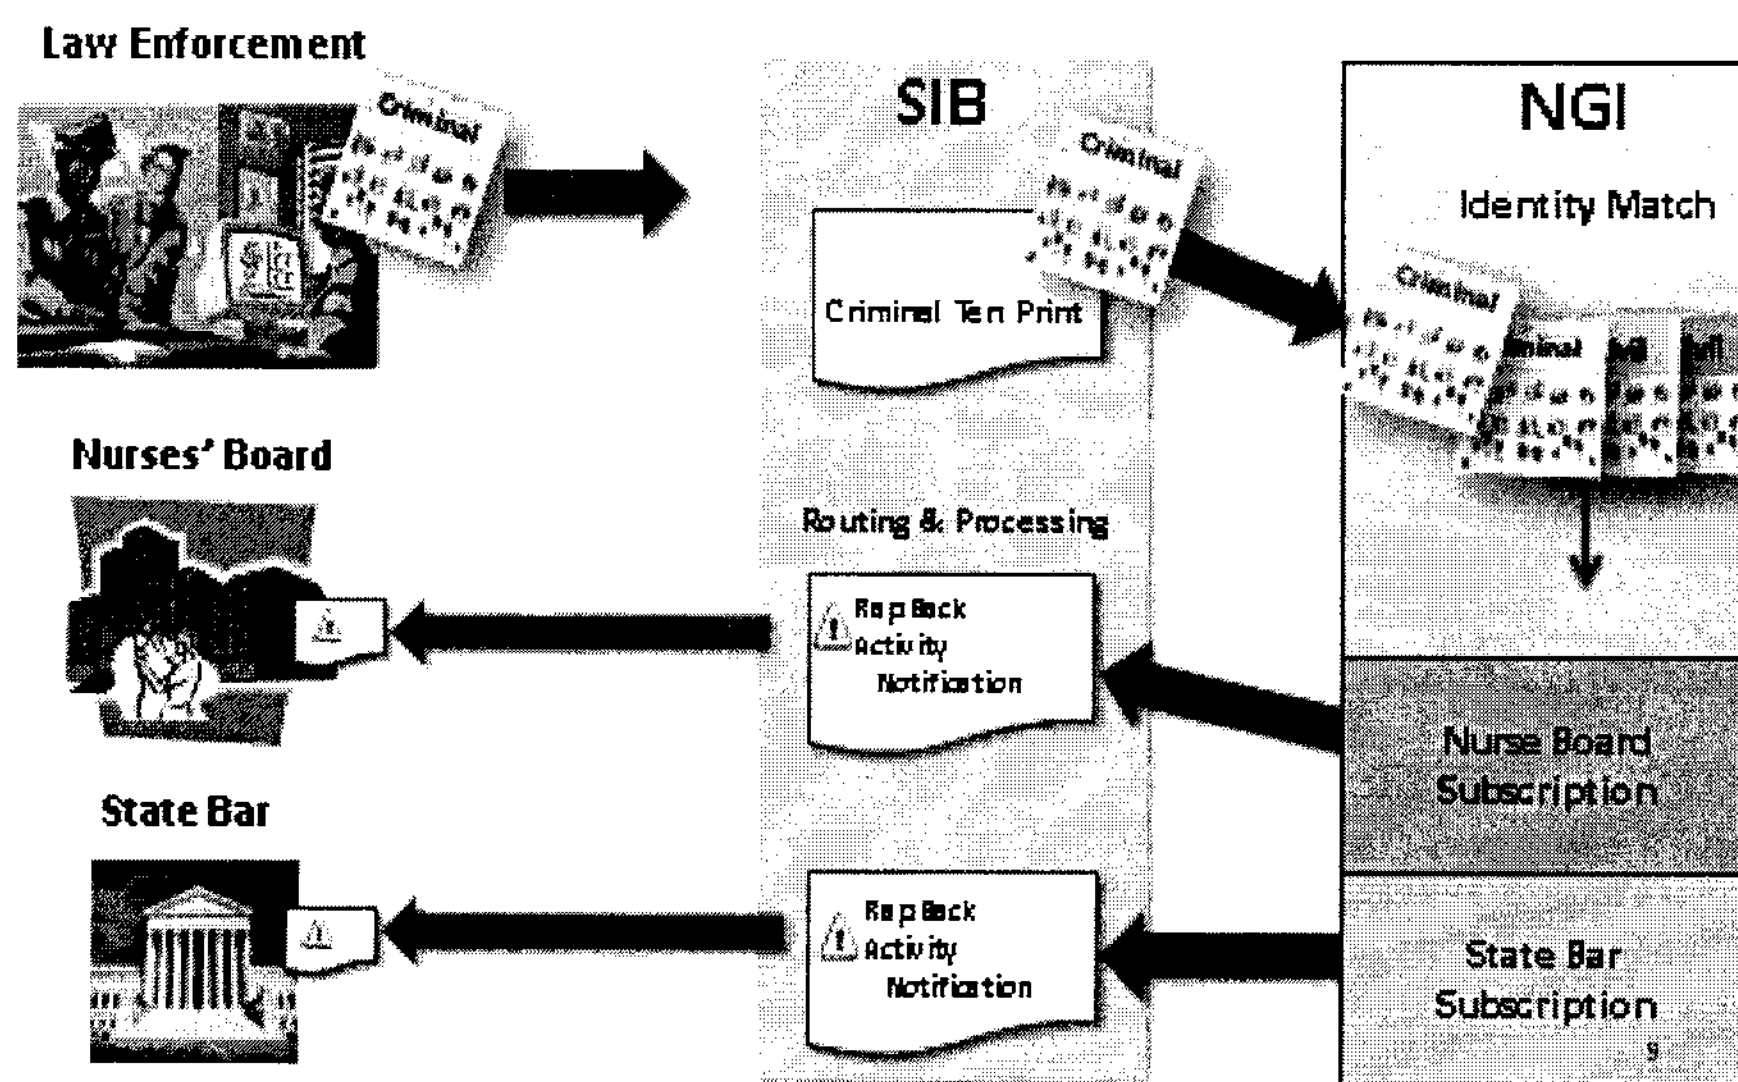 Law Enforcement
Criminal
SIB
Criminal
Criminal Ten Print
NGI
Identity Match
Criminal
minal
Nurses' Board
Routing & Processing
Rap Back
Activity
Notification
Nurse Board
Subscription
State Bar
Rap Back
Activity
Notification
State Bar
Subscription
9